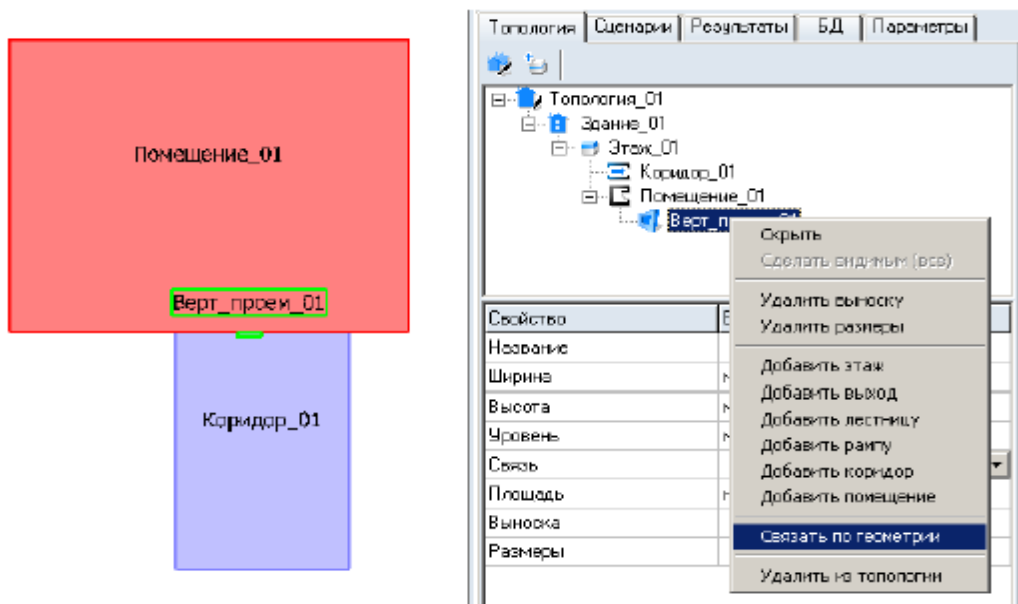 Помещение_01
Верт_проем_01
Коридор_01
Топология Сценарии Результаты БД Параметры
Топология_01
Здание_01
Этаж_01
Коридор_01
Помещение_01
Скрыть
Сделать видимым (все)
Удалить выноску
Удалить размеры
Добавить этаж
Добавить выход
Добавить лестницу
Добавить рампу
Добавить коридор
Добавить помещение
Связать по геометрии
Удалить из топологии
Свойство
Название
Ширина
Высота
Уровень
Связь
Площадь
Выноска
Размеры